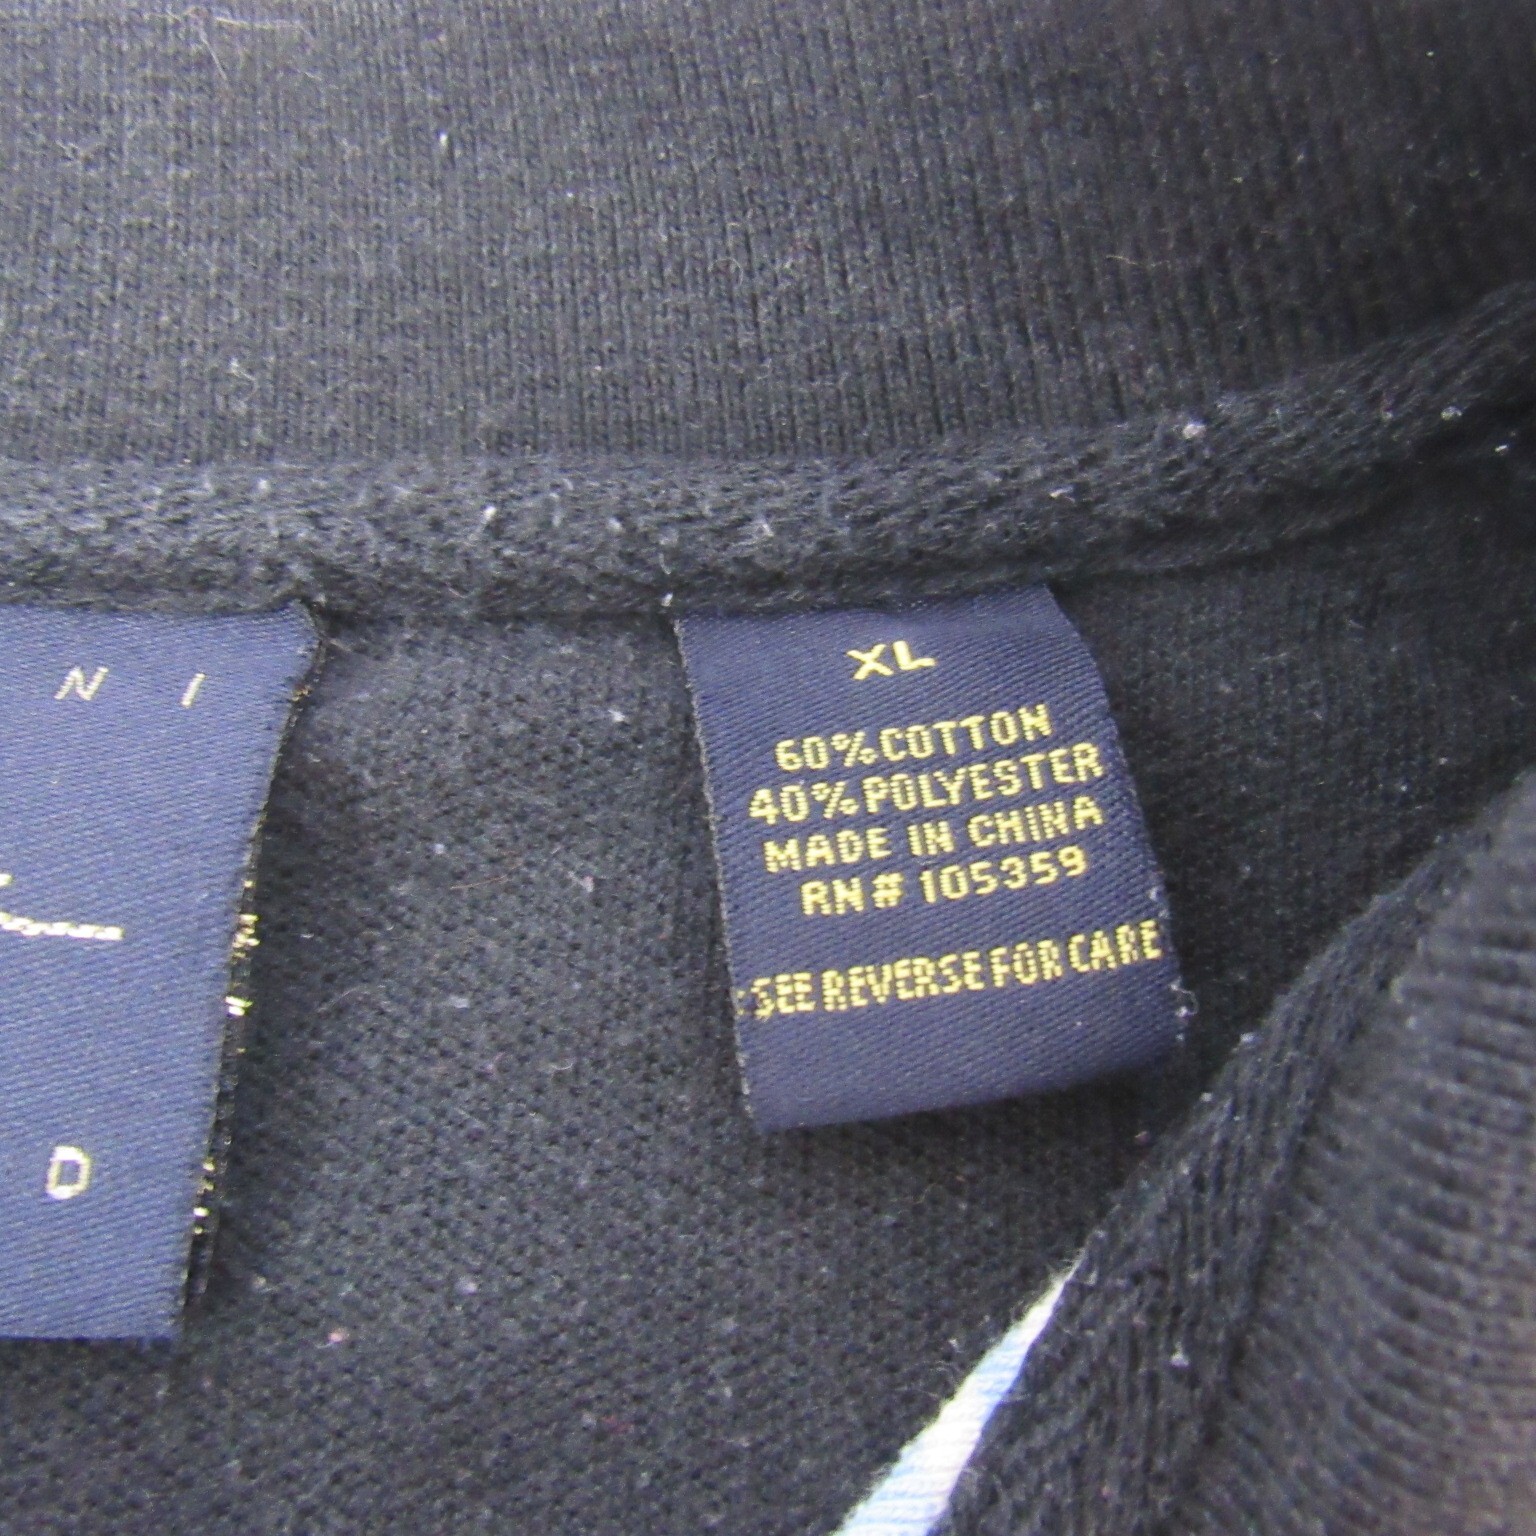 N I
D
XL
60% COTTON
40% POLYESTER
MADE IN CHINA
RN# 105359
SEE REVERSE FOR CARE